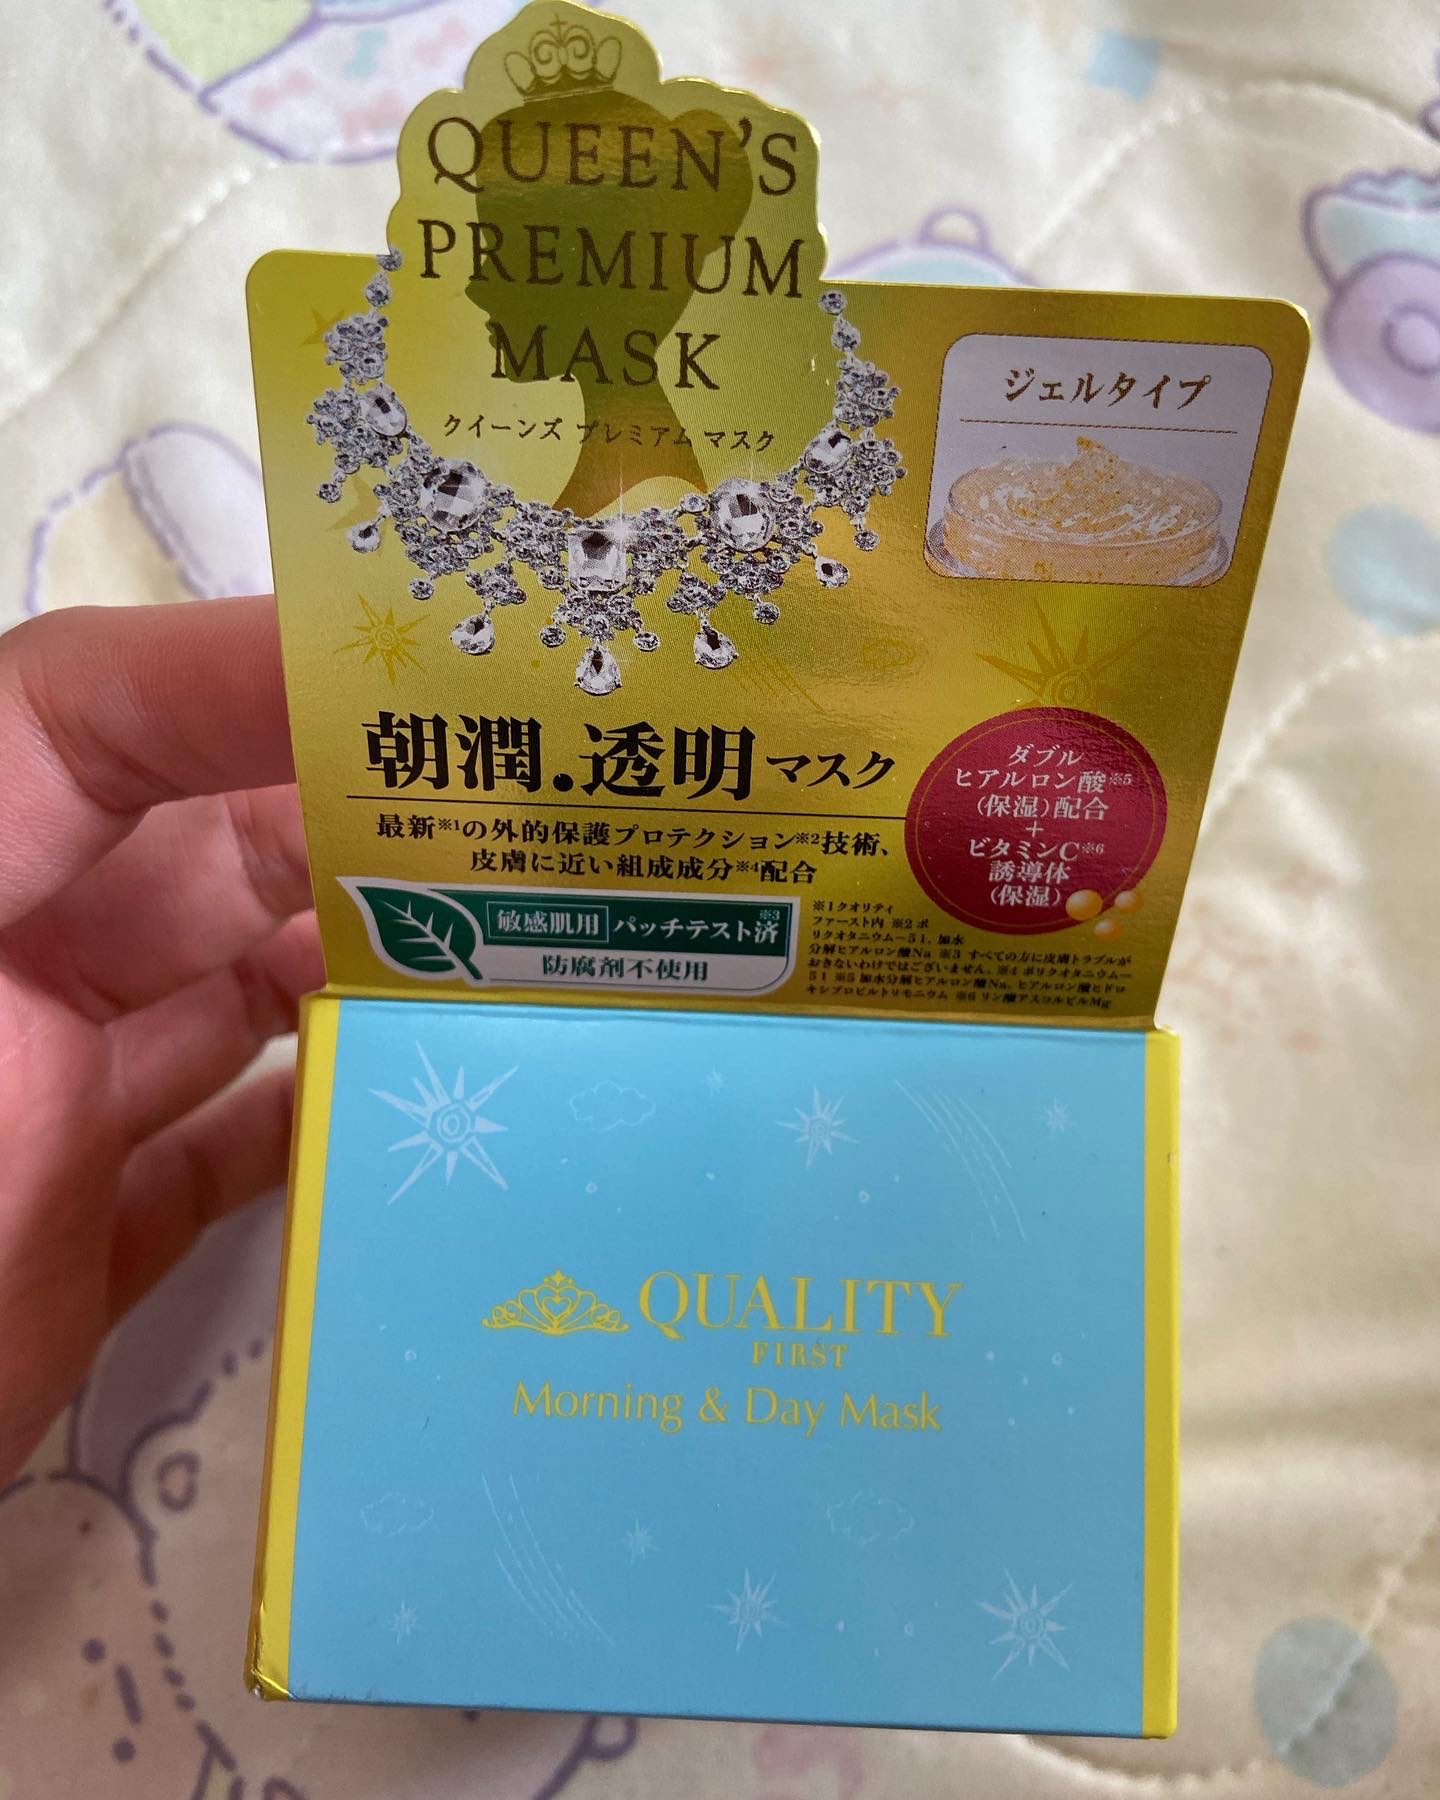 QUEEN'S
PREMIUM
MASK
クイーンズ プレミアム マスク
ジェルタイプ
朝潤.透明マスク
最新※1の外的保護プロテクション※2技術、
皮膚に近い組成成分※4配合
ダブル
ヒアルロン酸※5
(保湿)配合
+
ビタミンC※6
誘導体
(保湿)
敏感肌用 パッチテスト済※3
防腐剤不使用
※1クオリティ
ファースト内 ※2 ポ
リクオタニウム-51、加水
分解ヒアルロン酸Na ※3 すべての方に皮膚トラブルが
おきないわけではございません。※4 ポリクオタニウム-
51 ※5 加水分解ヒアルロン酸Na、ヒアルロン酸ヒドロ
キシプロピルトリモニウム ※6 リン酸アスコルビルMg
QUALITY
FIRST
Morning & Day Mask